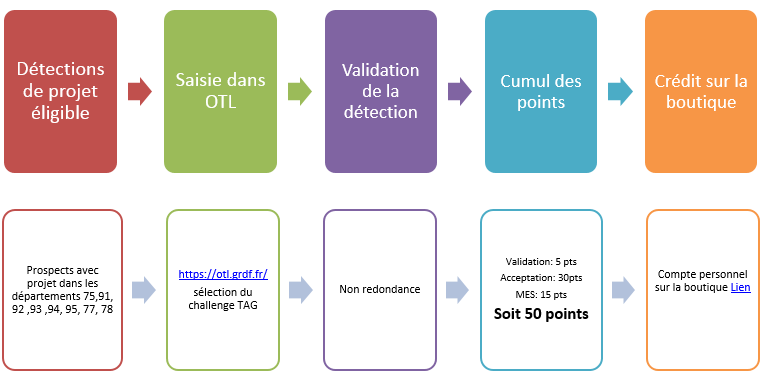 Détections
de projet
éligible
Saisie dans
OTL
Validation
de la
détection
Cumul des
points
Crédit sur la
boutique
Prospects avec
projet dans les
départements 75,91,
92 ,93 ,94, 95, 77, 78
https://otl.grdf.fr/
sélection du
challenge TAG
Non redondance
Validation: 5 pts
Acceptation: 30pts
MES: 15 pts
Soit 50 points
Compte personnel
sur la boutique Lien